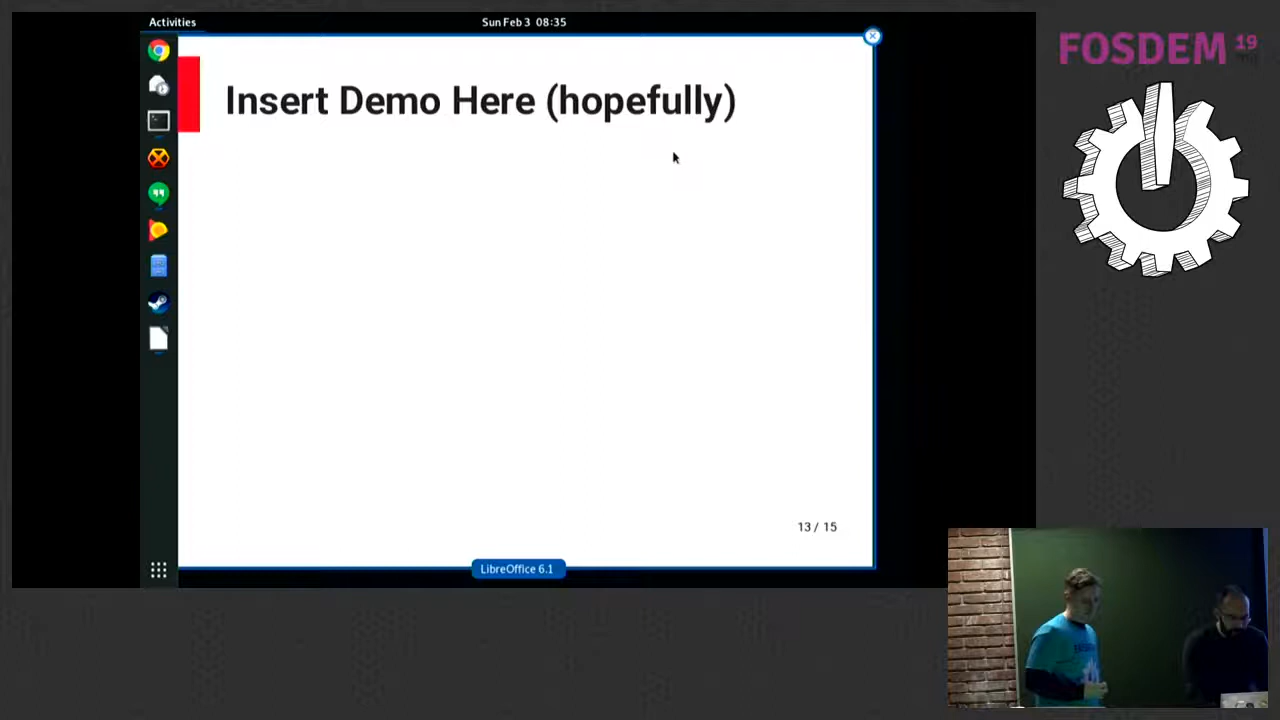 Activities
Sun Feb 3 08:35
Insert Demo Here (hopefully)
13 / 15
LibreOffice 6.1
FOSDEM 19